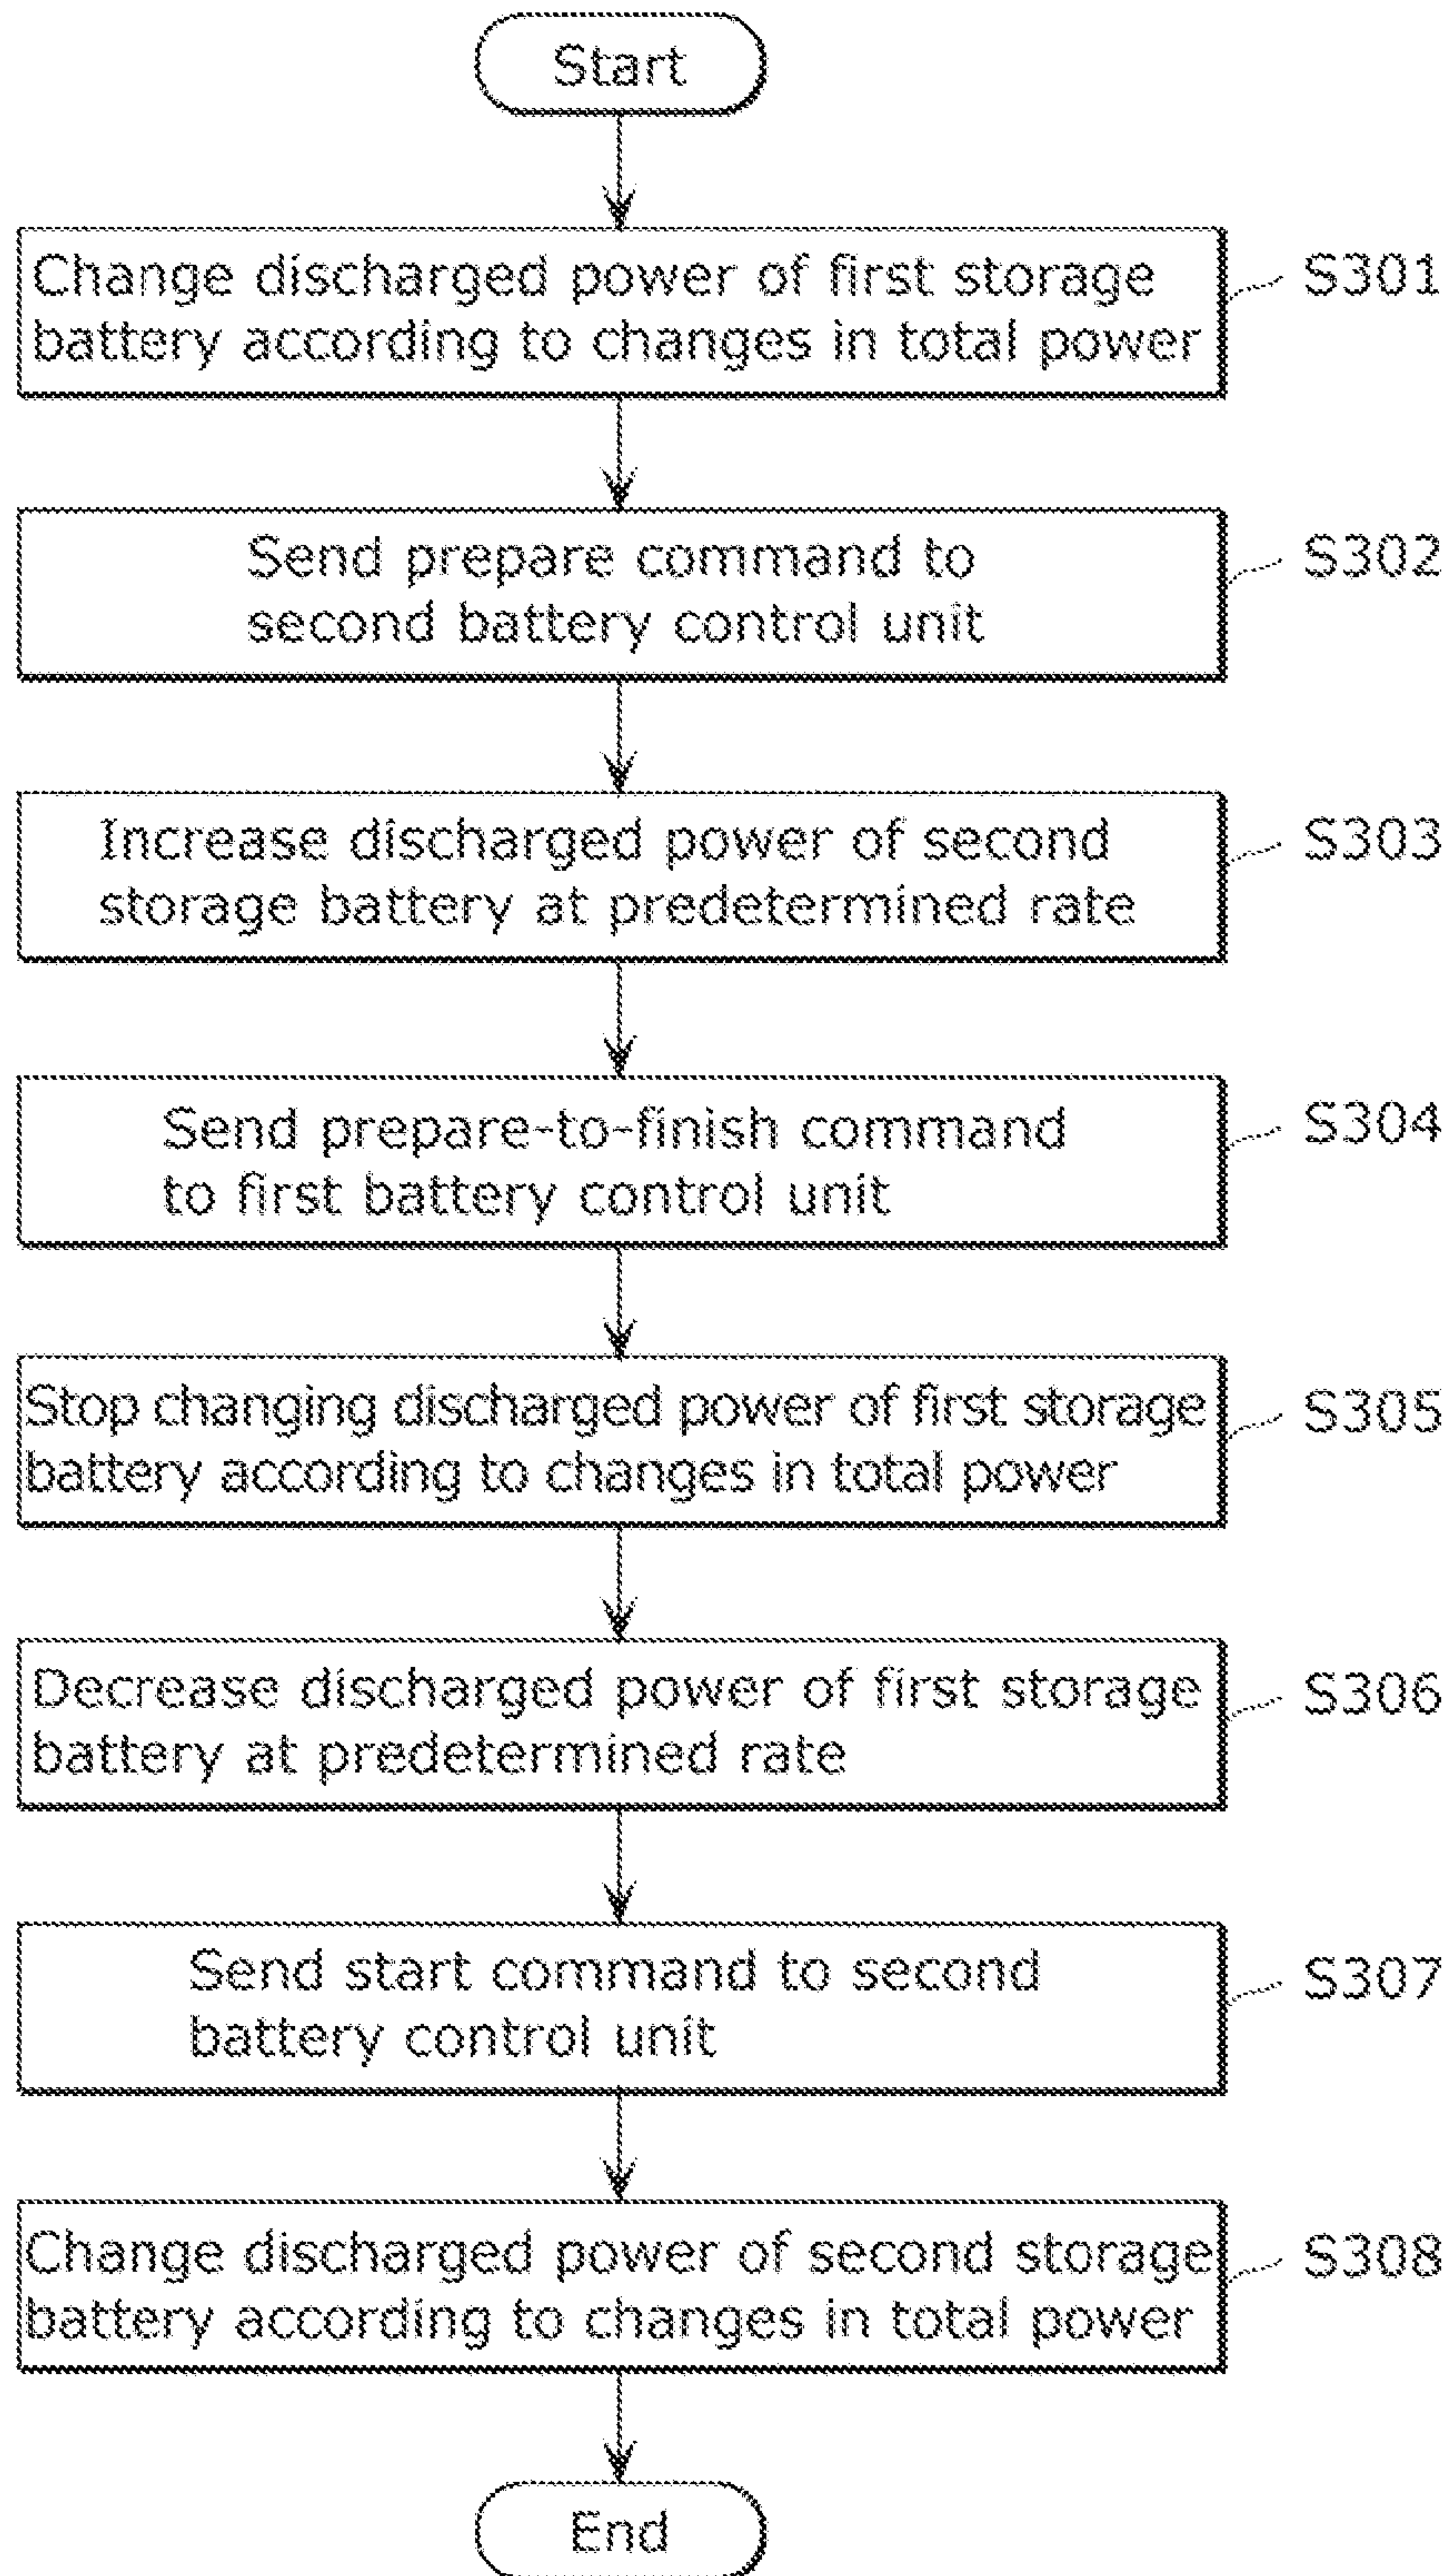 Start
Change discharged power of first storage
battery according to changes in total power
S301
Send prepare command to
second battery control unit
S302
Increase discharged power of second
storage battery at predetermined rate
S303
Send prepare-to-finish command
to first battery control unit
S304
Stop changing discharged power of first storage
battery according to changes in total power
S305
Decrease discharged power of first storage
battery at predetermined rate
S306
Send start command to second
battery control unit
S307
Change discharged power of second storage
battery according to changes in total power
S308
End